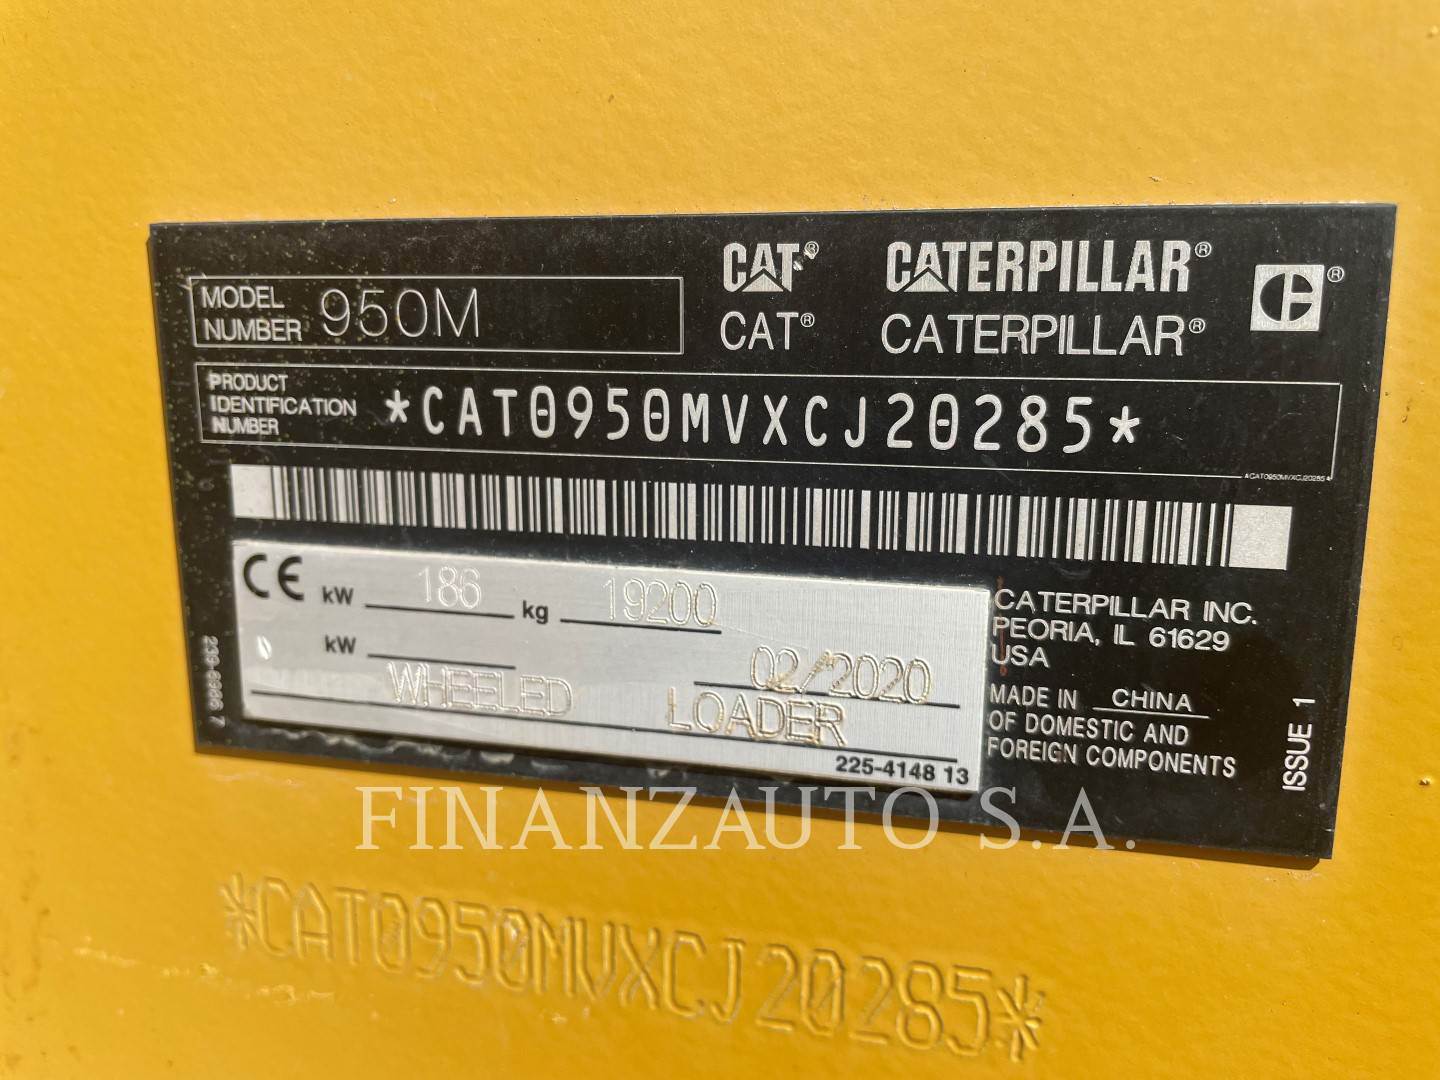 CAT® CATERPILLAR® ®
MODEL NUMBER 950M
CAT® CATERPILLAR®
PRODUCT IDENTIFICATION NUMBER *CAT0950MVXCJ20285*
*CAT0950MVXCJ20285*
CE kW 186 kg 19200
kW
02/2020
WHEELED LOADER
225-4148 13
CATERPILLAR INC.
PEORIA, IL 61629
USA
MADE IN CHINA
OF DOMESTIC AND
FOREIGN COMPONENTS
ISSUE 1
FINANZAUTO S.A.
*CAT0950MVXCJ20285*